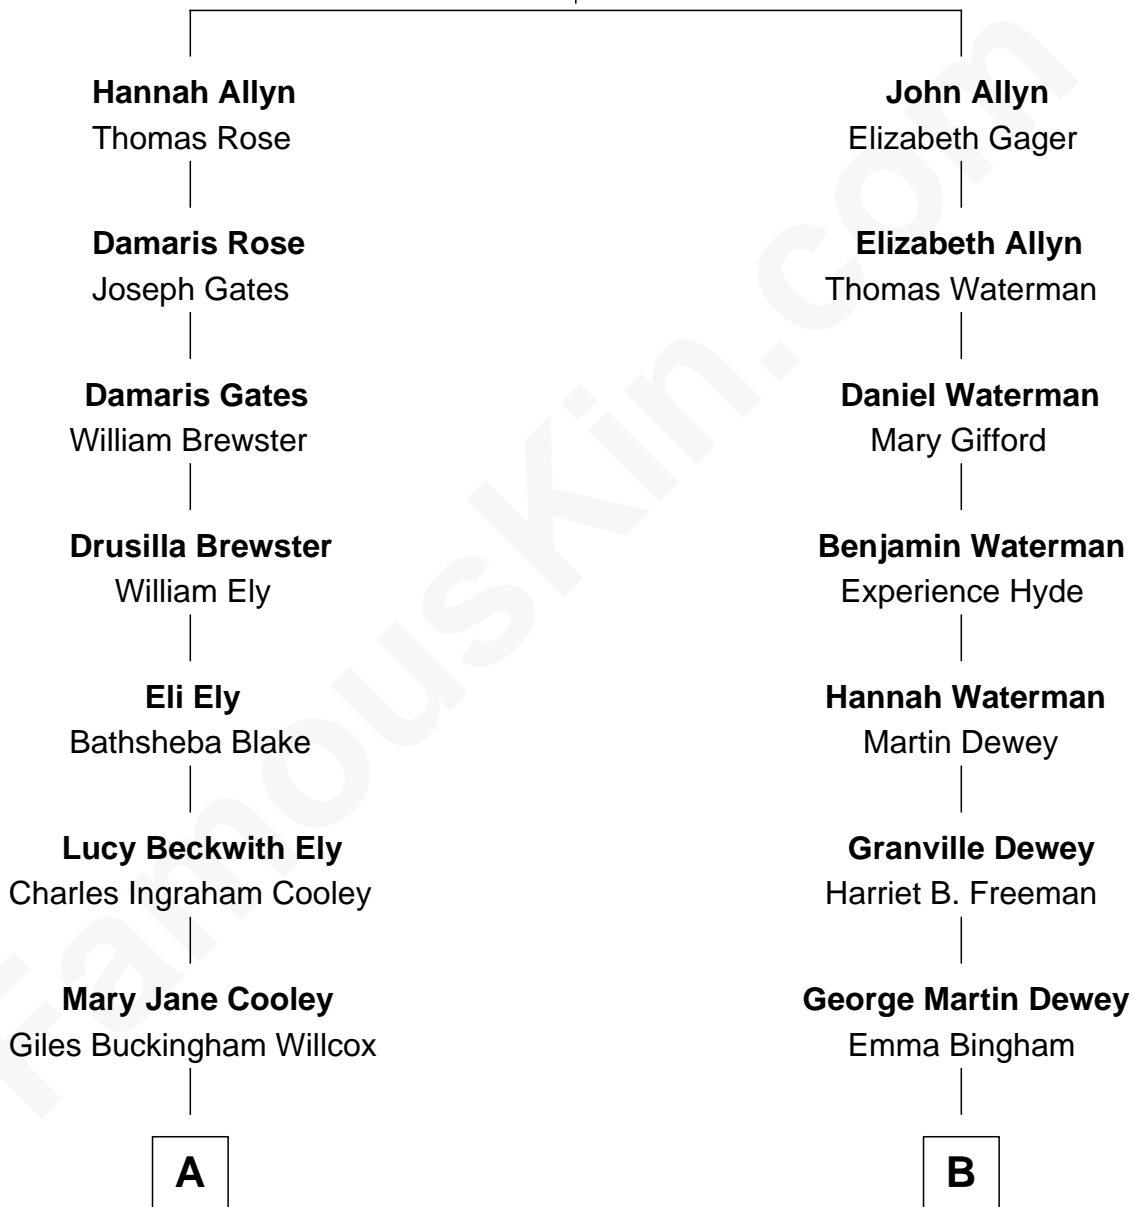 Hannah Allyn
Thomas Rose
John Allyn
Elizabeth Gager
Damaris Rose
Joseph Gates
Elizabeth Allyn
Thomas Waterman
Damaris Gates
William Brewster
Daniel Waterman
Mary Gifford
Drusilla Brewster
William Ely
Benjamin Waterman
Experience Hyde
Eli Ely
Bathsheba Blake
Hannah Waterman
Martin Dewey
Lucy Beckwith Ely
Charles Ingraham Cooley
Granville Dewey
Harriet B. Freeman
Mary Jane Cooley
Giles Buckingham Willcox
George Martin Dewey
Emma Bingham
A
B
FamousKin.com